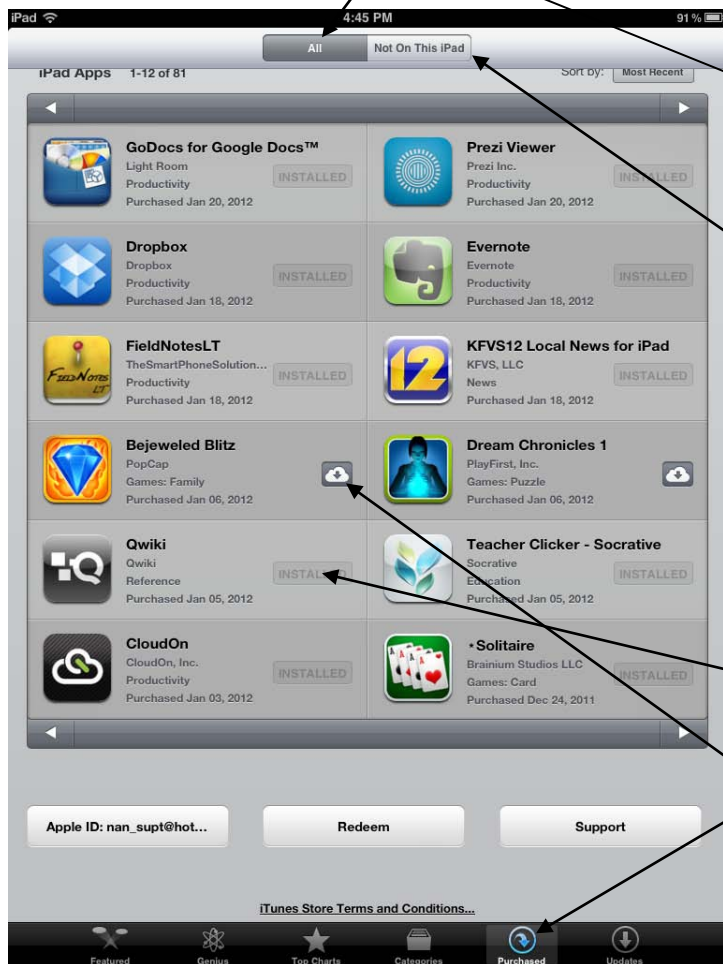 iPad 4:45 PM 91%
All Not On This iPad
iPad Apps 1-12 of 81 Sort by: Most Recent
GoDocs for Google Docs™
Light Room
Productivity
Purchased Jan 20, 2012
INSTALLED
Prezi Viewer
Prezi Inc.
Productivity
Purchased Jan 20, 2012
INSTALLED
Dropbox
Dropbox
Productivity
Purchased Jan 18, 2012
INSTALLED
Evernote
Evernote
Productivity
Purchased Jan 18, 2012
INSTALLED
FieldNotesLT
TheSmartPhoneSolution...
Productivity
Purchased Jan 18, 2012
INSTALLED
FieldNotes
LT
KFVS12 Local News for iPad
KFVS, LLC
News
Purchased Jan 18, 2012
INSTALLED
12
Bejeweled Blitz
PopCap
Games: Family
Purchased Jan 06, 2012
Dream Chronicles 1
PlayFirst, Inc.
Games: Puzzle
Purchased Jan 06, 2012
Qwiki
Qwiki
Reference
Purchased Jan 05, 2012
INSTALLED
Teacher Clicker - Socrative
Socrative
Education
Purchased Jan 05, 2012
INSTALLED
CloudOn
CloudOn, Inc.
Productivity
Purchased Jan 03, 2012
INSTALLED
⋆Solitaire
Brainium Studios LLC
Games: Card
Purchased Dec 24, 2011
INSTALLED
Apple ID: nan_supt@hot... Redeem Support
iTunes Store Terms and Conditions...
Featured Genius Top Charts Categories Purchased Updates